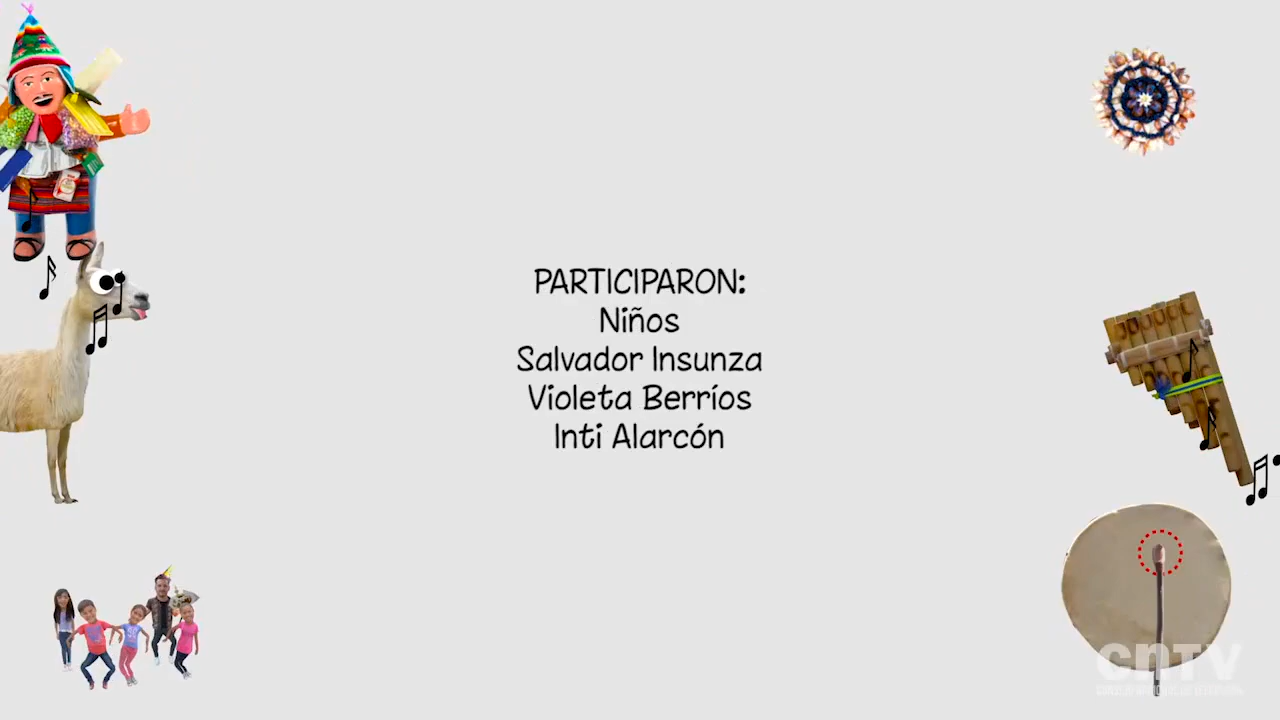 PARTICIPARON:
Niños
Salvador Insunza
Violeta Berríos
Inti Alarcón
cnTV